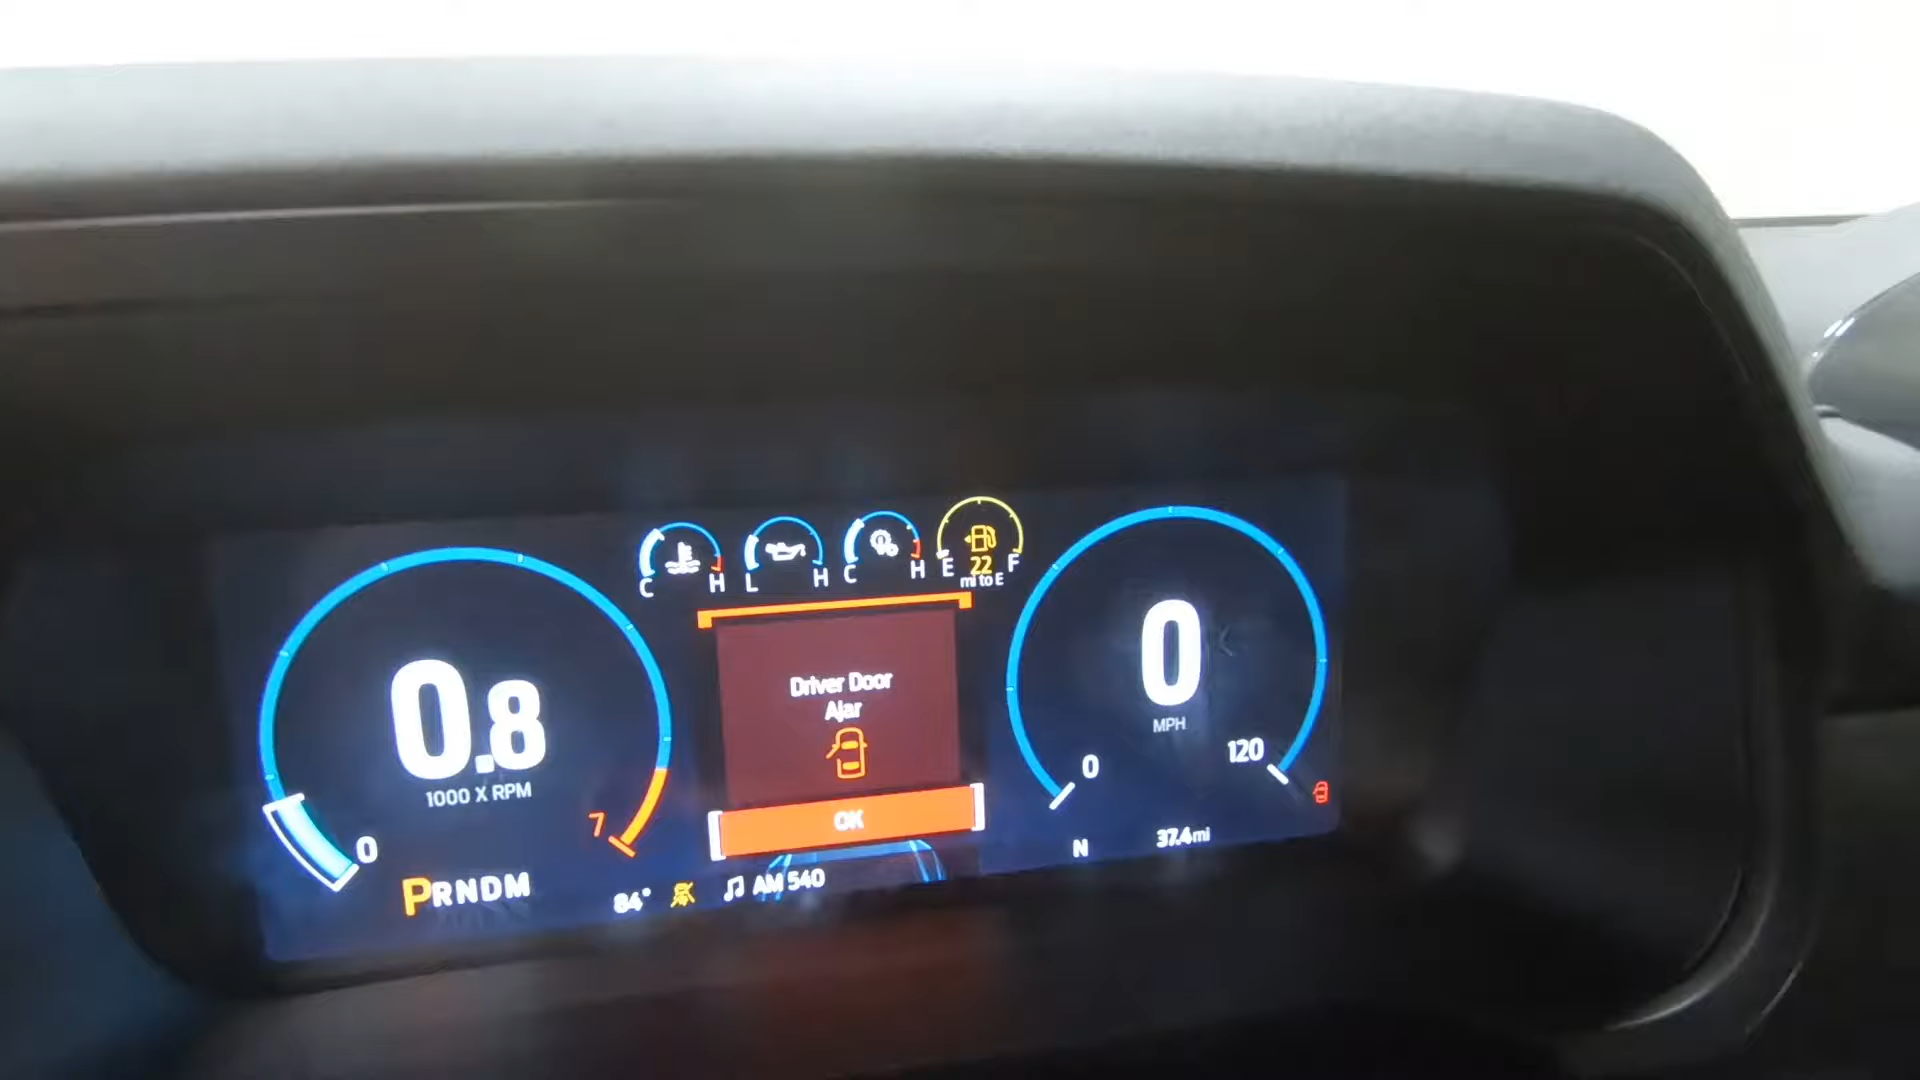 C H
L H
C H
E 22 F
mi to E
0.8
1000 X RPM
0
7
PRNDM
Driver Door
Ajar
OK
84°
AM 540
0
MPH
0
120
N
37.4mi